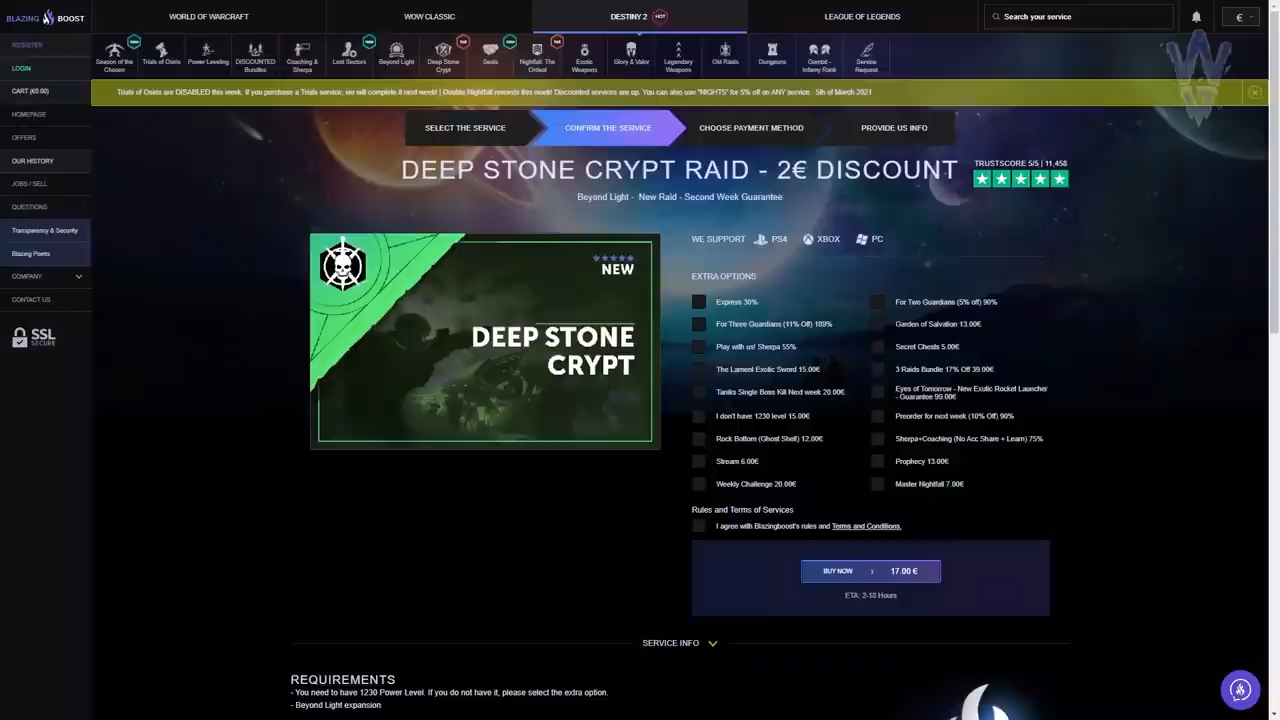 BLAZING BOOST
WORLD OF WARCRAFT
WOW CLASSIC
DESTINY 2 HOT
LEAGUE OF LEGENDS
Search your service
€
REGISTER
LOGIN
CART (€0.00)
HOMEPAGE
OFFERS
OUR HISTORY
JOBS / SELL
QUESTIONS
Transparency & Security
Blazing Points
COMPANY
CONTACT US
SSL
SECURE
Season of the Chosen
Trials of Osiris
Power Leveling
DISCOUNTED Bundles
Coaching & Sherpa
Lost Sectors
Beyond Light
Deep Stone Crypt
Seals
Nightfall: The Ordeal
Exotic Weapons
Glory & Valor
Legendary Weapons
Old Raids
Dungeons
Gambit - Infamy Rank
Service Request
Trials of Osiris are DISABLED this week. If you purchase a Trials service, we will complete it next week! | Double Nightfall rewards this week! Discounted services are up. You can also use "NIGHT5" for 5% off on ANY service. 5th of March 2021
SELECT THE SERVICE
CONFIRM THE SERVICE
CHOOSE PAYMENT METHOD
PROVIDE US INFO
DEEP STONE CRYPT RAID - 2€ DISCOUNT
TRUSTSCORE 5/5 | 11,458
Beyond Light - New Raid - Second Week Guarantee
NEW
DEEP STONE
CRYPT
WE SUPPORT PS4 XBOX PC
EXTRA OPTIONS
Express 30%
For Two Guardians (5% off) 90%
For Three Guardians (11% Off) 189%
Garden of Salvation 13.00€
Play with us! Sherpa 55%
Secret Chests 5.00€
The Lament Exotic Sword 15.00€
3 Raids Bundle 17% Off 39.00€
Taniks Single Boss Kill Next week 20.00€
Eyes of Tomorrow - New Exotic Rocket Launcher
- Guarantee 99.00€
I don't have 1230 level 15.00€
Preorder for next week (10% Off) 90%
Rock Bottom (Ghost Shell) 12.00€
Sherpa+Coaching (No Acc Share + Learn) 75%
Stream 6.00€
Prophecy 13.00€
Weekly Challenge 20.00€
Master Nightfall 7.00€
Rules and Terms of Services
I agree with Blazingboost's rules and Terms and Conditions.
BUY NOW › 17.00 €
ETA: 2-18 Hours
SERVICE INFO
REQUIREMENTS
- You need to have 1230 Power Level. If you do not have it, please select the extra option.
- Beyond Light expansion